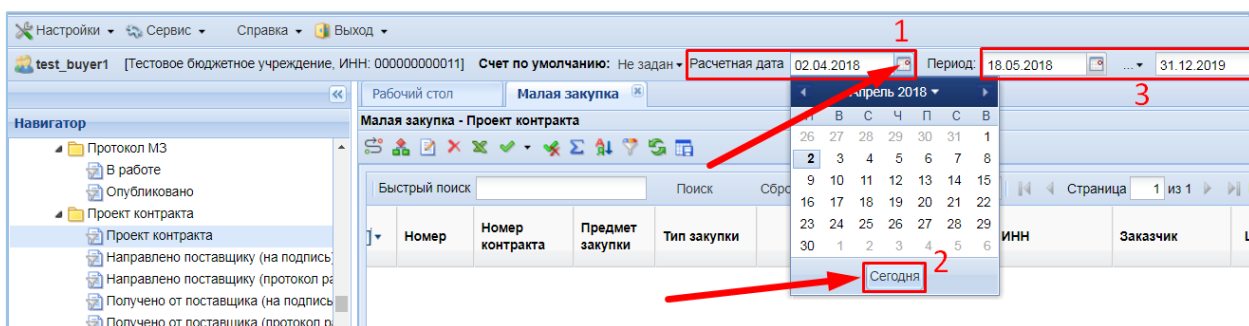 1
Настройки Сервис Справка Выход
test_buyer1 [Тестовое бюджетное учреждение, ИНН: 000000000011] Счет по умолчанию: Не задан Расчетная дата 02.04.2018 Период: 18.05.2018 ... 31.12.2019
3
Рабочий стол Малая закупка
Апрель 2018
Навигатор
Малая закупка - Проект контракта
П В С Ч П С В
26 27 28 29 30 31 1
2 3 4 5 6 7 8
9 10 11 12 13 14 15
16 17 18 19 20 21 22
23 24 25 26 27 28 29
30 1 2 3 4 5 6
Сегодня
2
Протокол МЗ
В работе
Опубликовано
Проект контракта
Проект контракта
Направлено поставщику (на подпись
Направлено поставщику (протокол ра
Получено от поставщика (на подпись
Получено от поставщика (протокол р
Быстрый поиск Поиск Сбро Страница 1 из 1
Номер Номер контракта Предмет закупки Тип закупки ИНН Заказчик